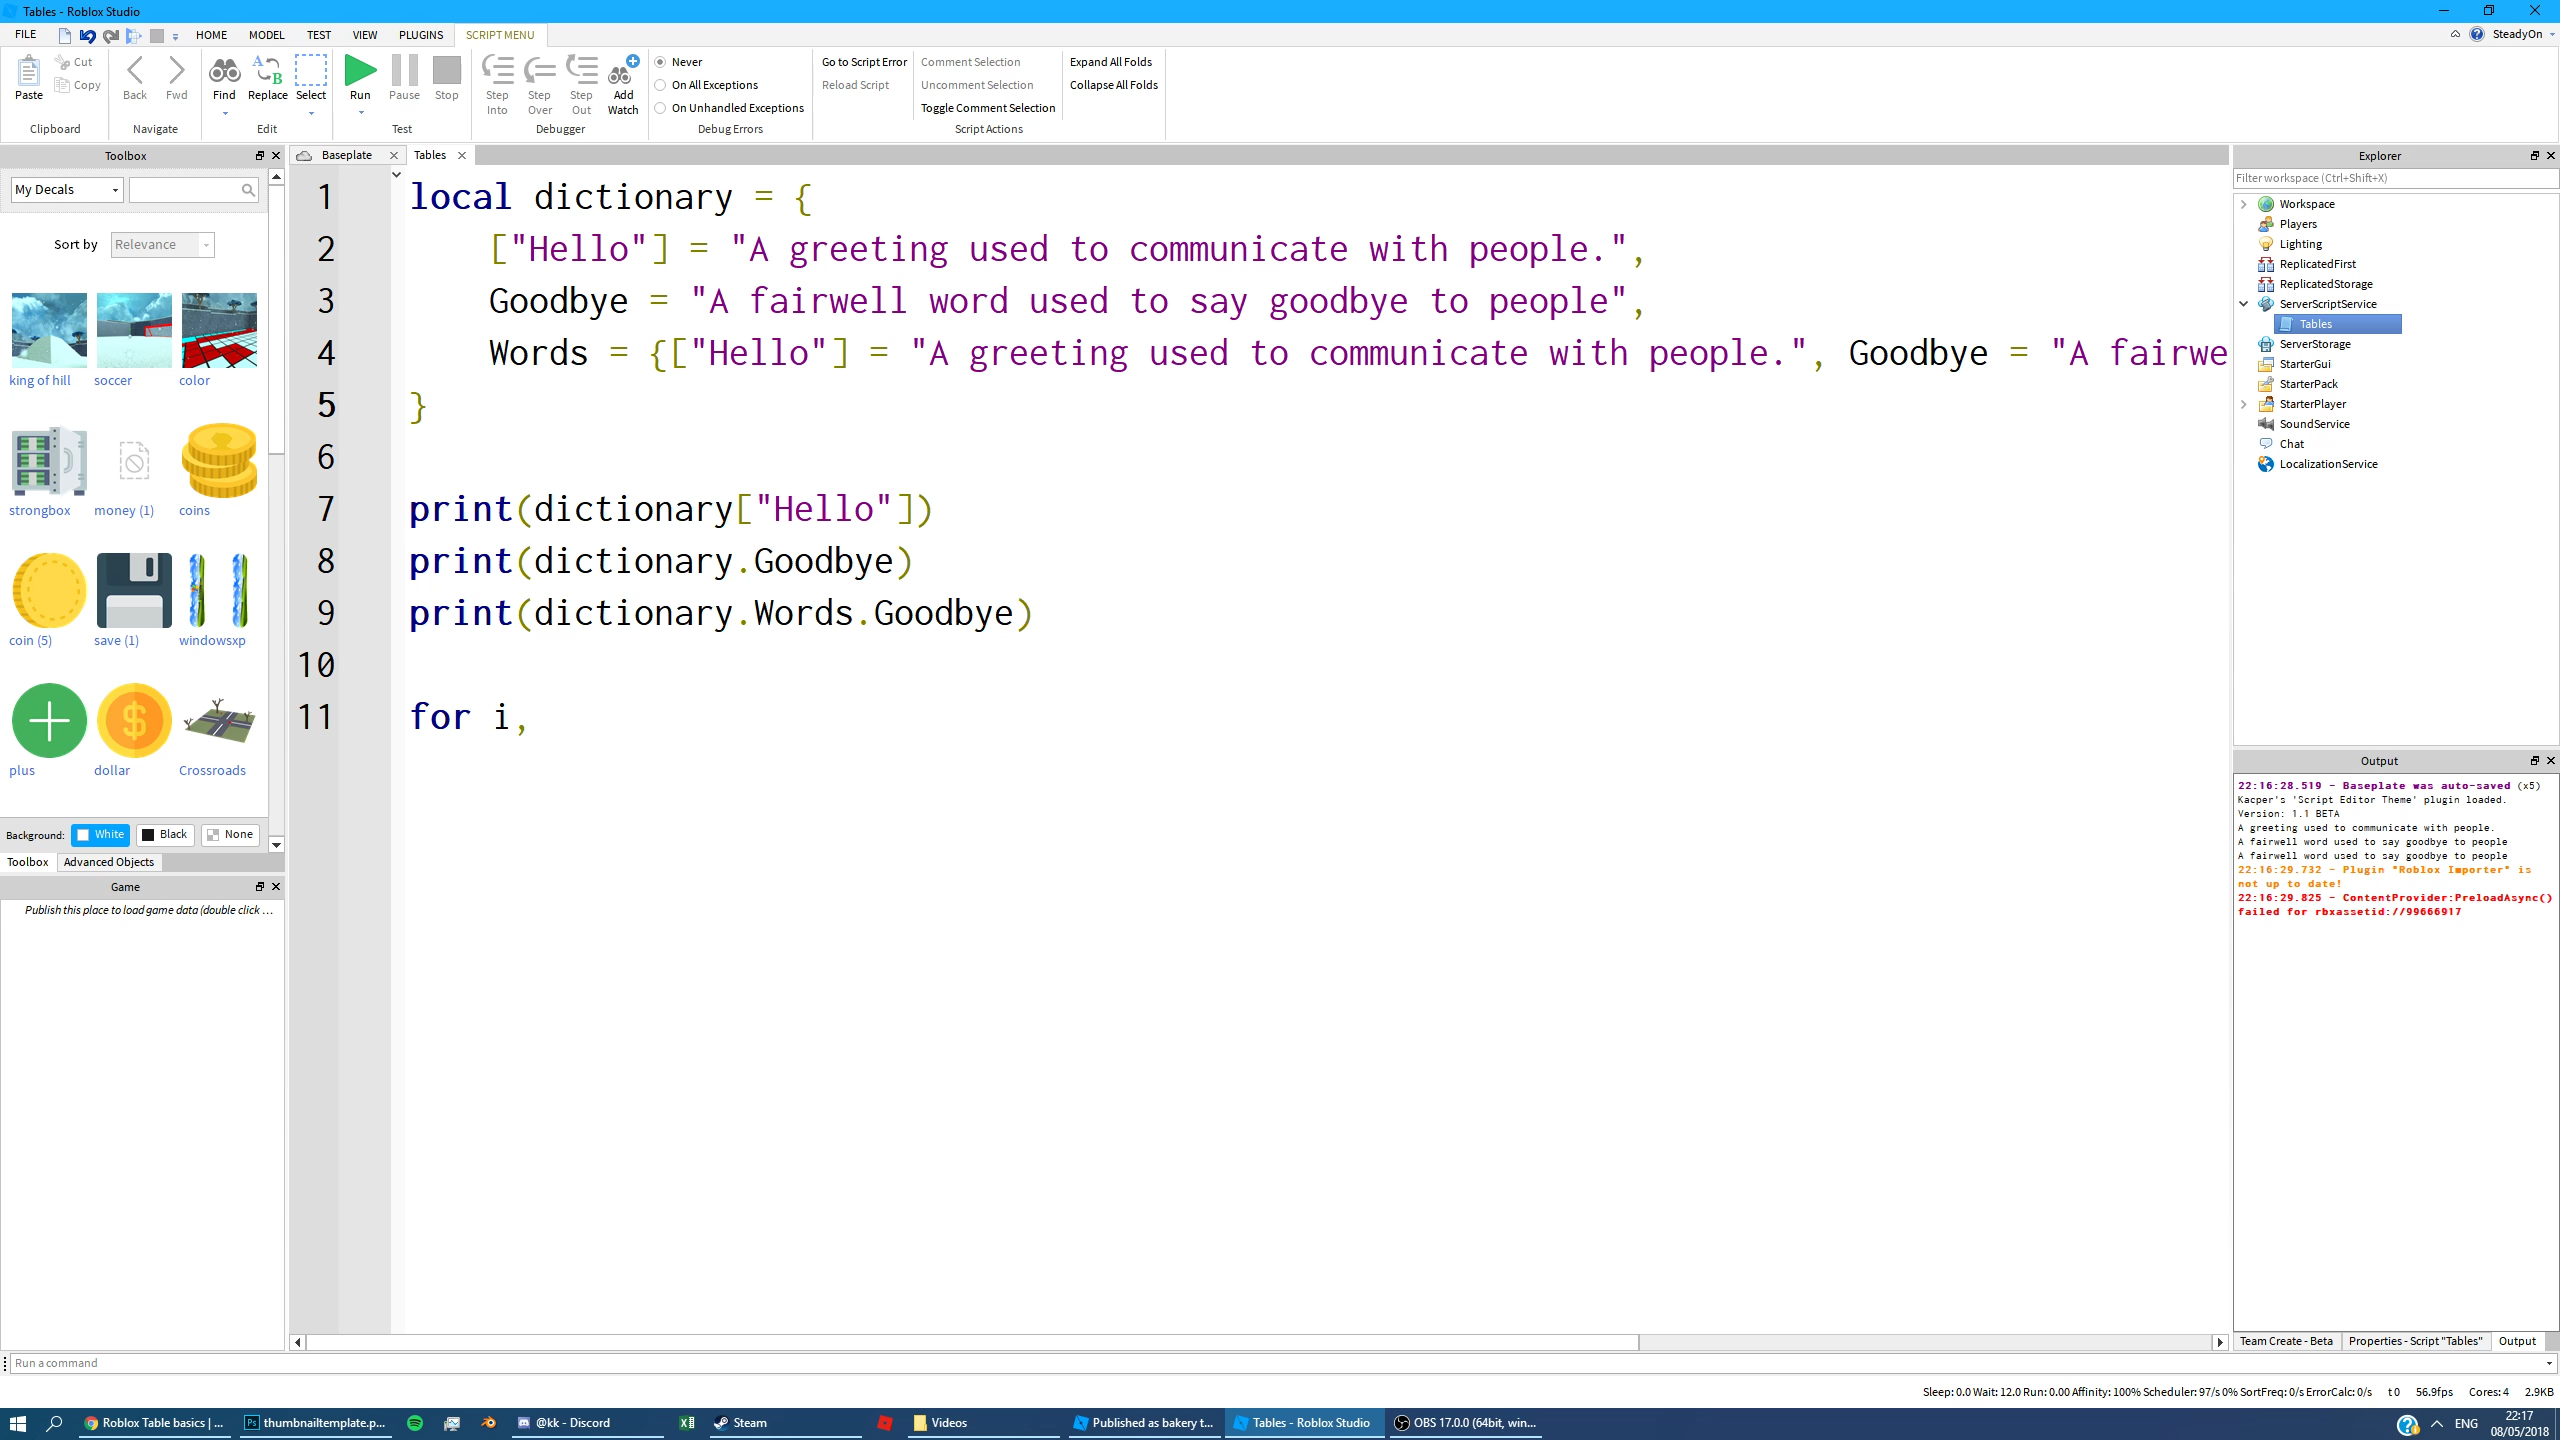 Tables - Roblox Studio
FILE HOME MODEL TEST VIEW PLUGINS SCRIPT MENU SteadyOn
Paste Cut Copy Back Fwd Find Replace Select Run Pause Stop Step Into Step Over Step Out Add Watch
Never
On All Exceptions
On Unhandled Exceptions
Go to Script Error
Reload Script
Comment Selection
Uncomment Selection
Toggle Comment Selection
Expand All Folds
Collapse All Folds
Clipboard Navigate Edit Test Debugger Debug Errors Script Actions
Toolbox
My Decals
Sort by Relevance
king of hill soccer color
strongbox money (1) coins
coin (5) save (1) windowsxp
plus dollar Crossroads
Background: White Black None
Toolbox Advanced Objects
Game
Publish this place to load game data (double click ...
Baseplate Tables
1 local dictionary = {
2 ["Hello"] = "A greeting used to communicate with people.",
3 Goodbye = "A fairwell word used to say goodbye to people",
4 Words = {["Hello"] = "A greeting used to communicate with people.", Goodbye = "A fairwe
5 }
6
7 print(dictionary["Hello"])
8 print(dictionary.Goodbye)
9 print(dictionary.Words.Goodbye)
10
11 for i,
Explorer
Filter workspace (Ctrl+Shift+X)
Workspace
Players
Lighting
ReplicatedFirst
ReplicatedStorage
ServerScriptService
Tables
ServerStorage
StarterGui
StarterPack
StarterPlayer
SoundService
Chat
LocalizationService
Output
22:16:28.519 - Baseplate was auto-saved (x5)
Kacper's 'Script Editor Theme' plugin loaded.
Version: 1.1 BETA
A greeting used to communicate with people.
A fairwell word used to say goodbye to people
A fairwell word used to say goodbye to people
22:16:29.732 - Plugin "Roblox Importer" is
not up to date!
22:16:29.825 - ContentProvider:PreloadAsync()
failed for rbxassetid://99666917
Team Create - Beta Properties - Script "Tables" Output
Run a command
Sleep: 0.0 Wait: 12.0 Run: 0.00 Affinity: 100% Scheduler: 97/s 0% SortFreq: 0/s ErrorCalc: 0/s t 0 56.9fps Cores: 4 2.9KB
Roblox Table basics | ... thumbnailtemplate.p... @kk - Discord Steam Videos Published as bakery t... Tables - Roblox Studio OBS 17.0.0 (64bit, win... ENG 22:17
08/05/2018